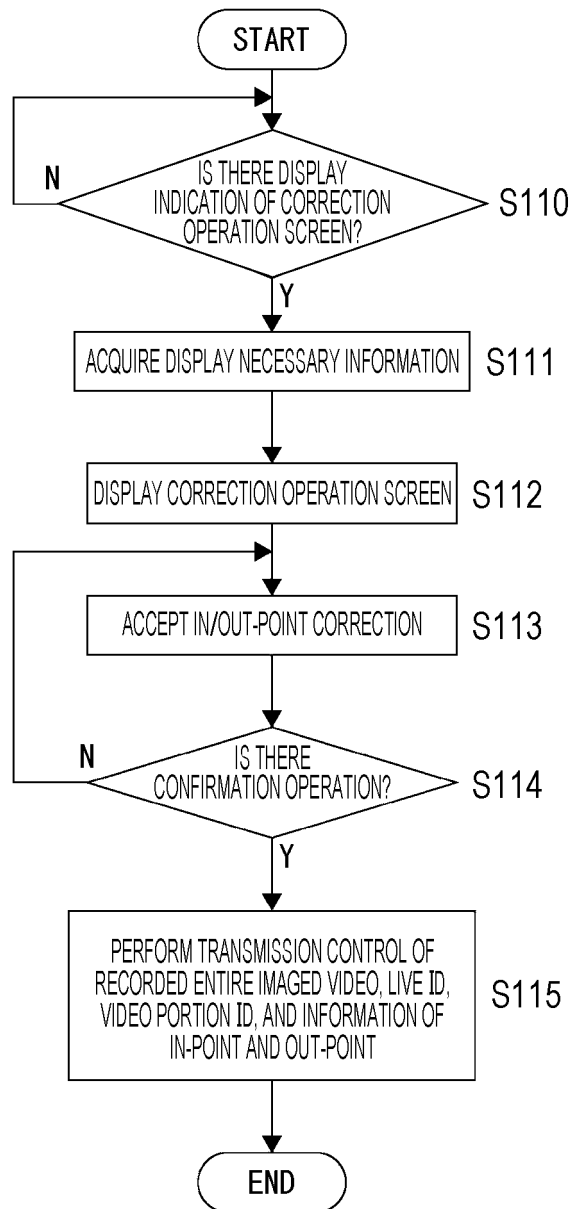 START
N
IS THERE DISPLAY
INDICATION OF CORRECTION
OPERATION SCREEN?
S110
Y
ACQUIRE DISPLAY NECESSARY INFORMATION
S111
DISPLAY CORRECTION OPERATION SCREEN
S112
ACCEPT IN/OUT-POINT CORRECTION
S113
N
IS THERE
CONFIRMATION OPERATION?
S114
Y
PERFORM TRANSMISSION CONTROL OF
RECORDED ENTIRE IMAGED VIDEO, LIVE ID,
VIDEO PORTION ID, AND INFORMATION OF
IN-POINT AND OUT-POINT
S115
END